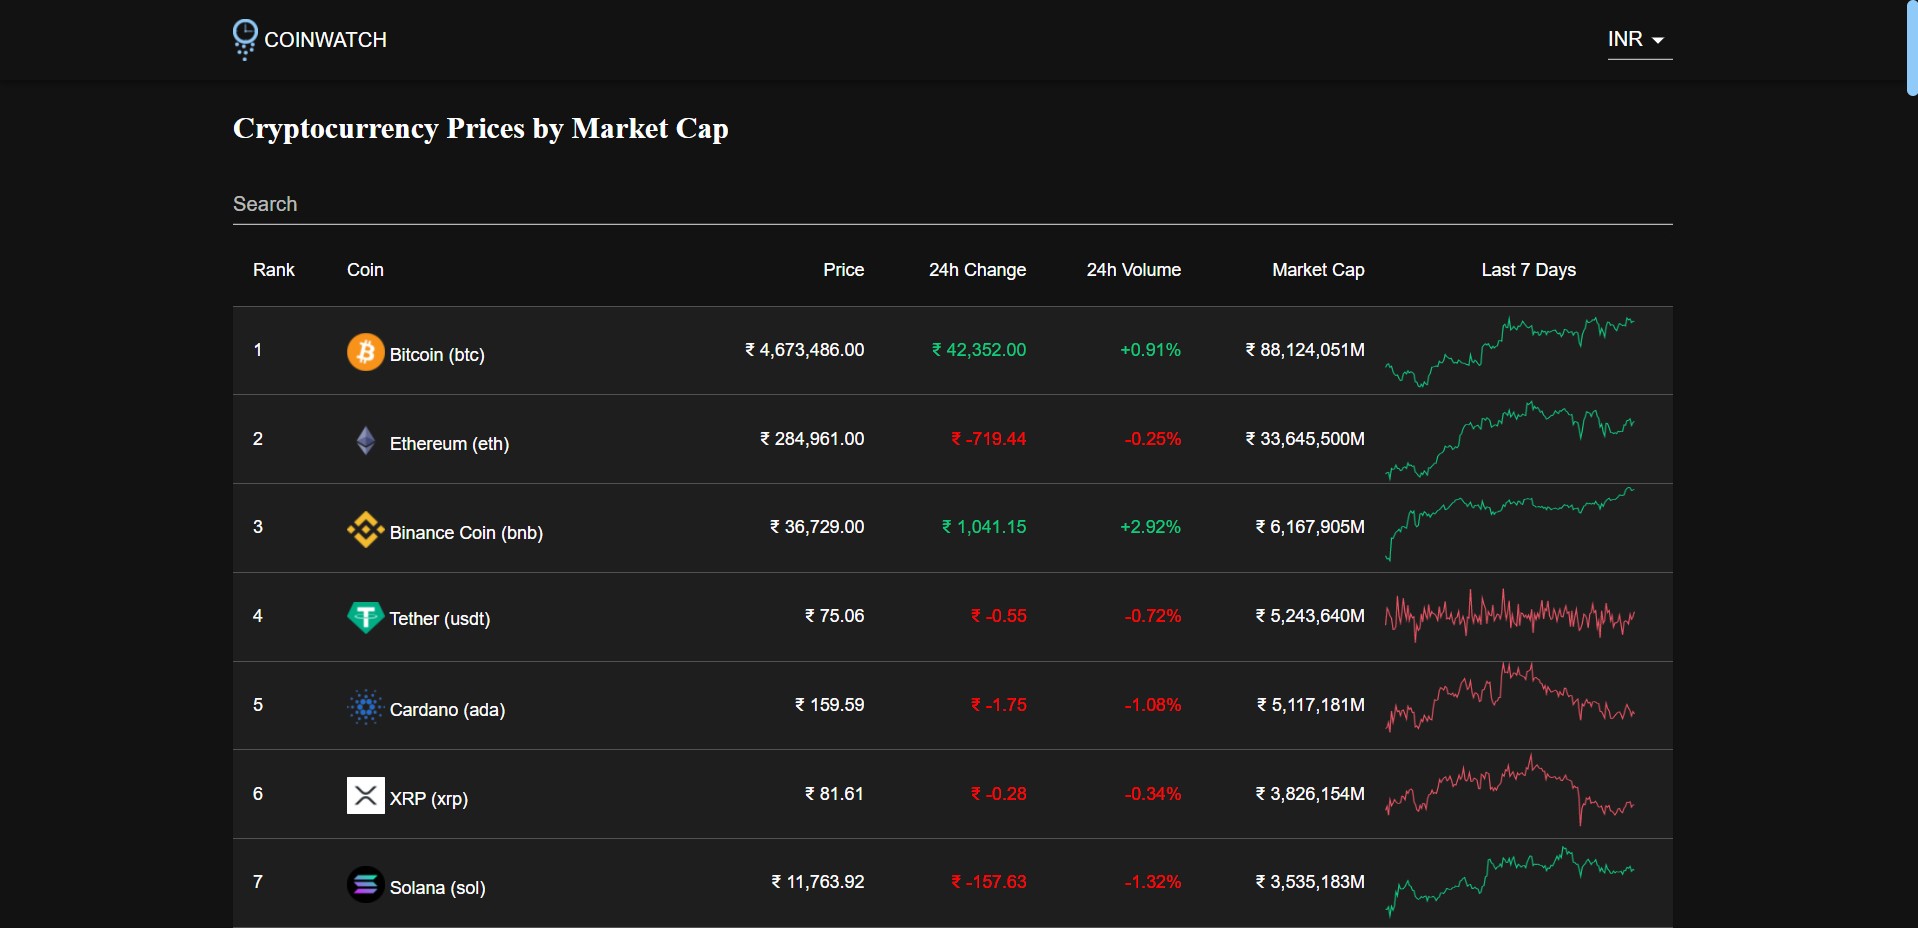 COINWATCH INR
Cryptocurrency Prices by Market Cap
Search
Rank Coin Price 24h Change 24h Volume Market Cap Last 7 Days
1 Bitcoin (btc) ₹ 4,673,486.00 ₹ 42,352.00 +0.91% ₹ 88,124,051M
2 Ethereum (eth) ₹ 284,961.00 ₹ -719.44 -0.25% ₹ 33,645,500M
3 Binance Coin (bnb) ₹ 36,729.00 ₹ 1,041.15 +2.92% ₹ 6,167,905M
4 Tether (usdt) ₹ 75.06 ₹ -0.55 -0.72% ₹ 5,243,640M
5 Cardano (ada) ₹ 159.59 ₹ -1.75 -1.08% ₹ 5,117,181M
6 XRP (xrp) ₹ 81.61 ₹ -0.28 -0.34% ₹ 3,826,154M
7 Solana (sol) ₹ 11,763.92 ₹ -157.63 -1.32% ₹ 3,535,183M